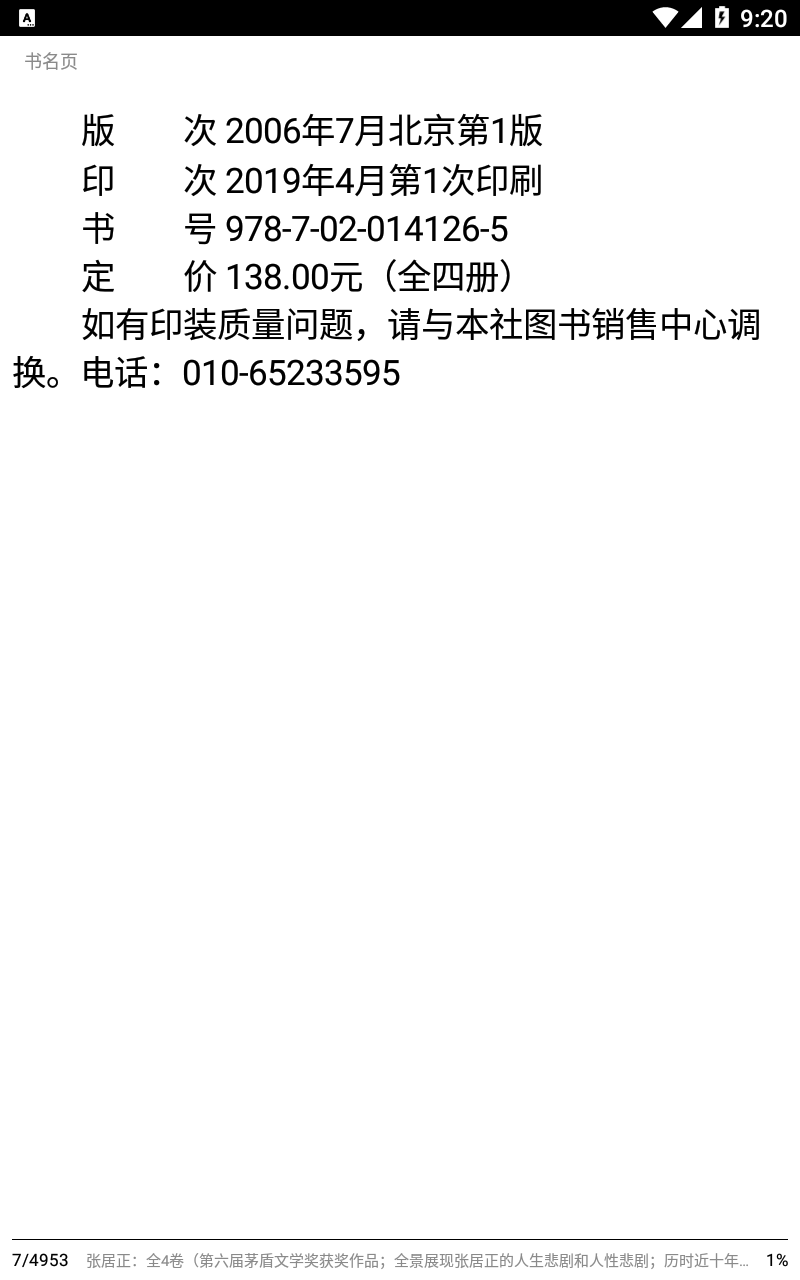 9:20
书名页
版　　次 2006年7月北京第1版
印　　次 2019年4月第1次印刷
书　　号 978-7-02-014126-5
定　　价 138.00元（全四册）
如有印装质量问题，请与本社图书销售中心调
换。电话：010-65233595
7/4953 张居正：全4卷（第六届茅盾文学奖获奖作品；全景展现张居正的人生悲剧和人性悲剧；历时近十年… 1%